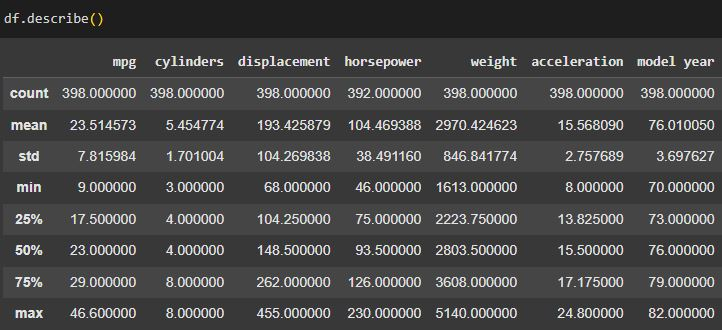 df.describe()
mpg cylinders displacement horsepower weight acceleration model year
count 398.000000 398.000000 398.000000 392.000000 398.000000 398.000000 398.000000
mean 23.514573 5.454774 193.425879 104.469388 2970.424623 15.568090 76.010050
std 7.815984 1.701004 104.269838 38.491160 846.841774 2.757689 3.697627
min 9.000000 3.000000 68.000000 46.000000 1613.000000 8.000000 70.000000
25% 17.500000 4.000000 104.250000 75.000000 2223.750000 13.825000 73.000000
50% 23.000000 4.000000 148.500000 93.500000 2803.500000 15.500000 76.000000
75% 29.000000 8.000000 262.000000 126.000000 3608.000000 17.175000 79.000000
max 46.600000 8.000000 455.000000 230.000000 5140.000000 24.800000 82.000000